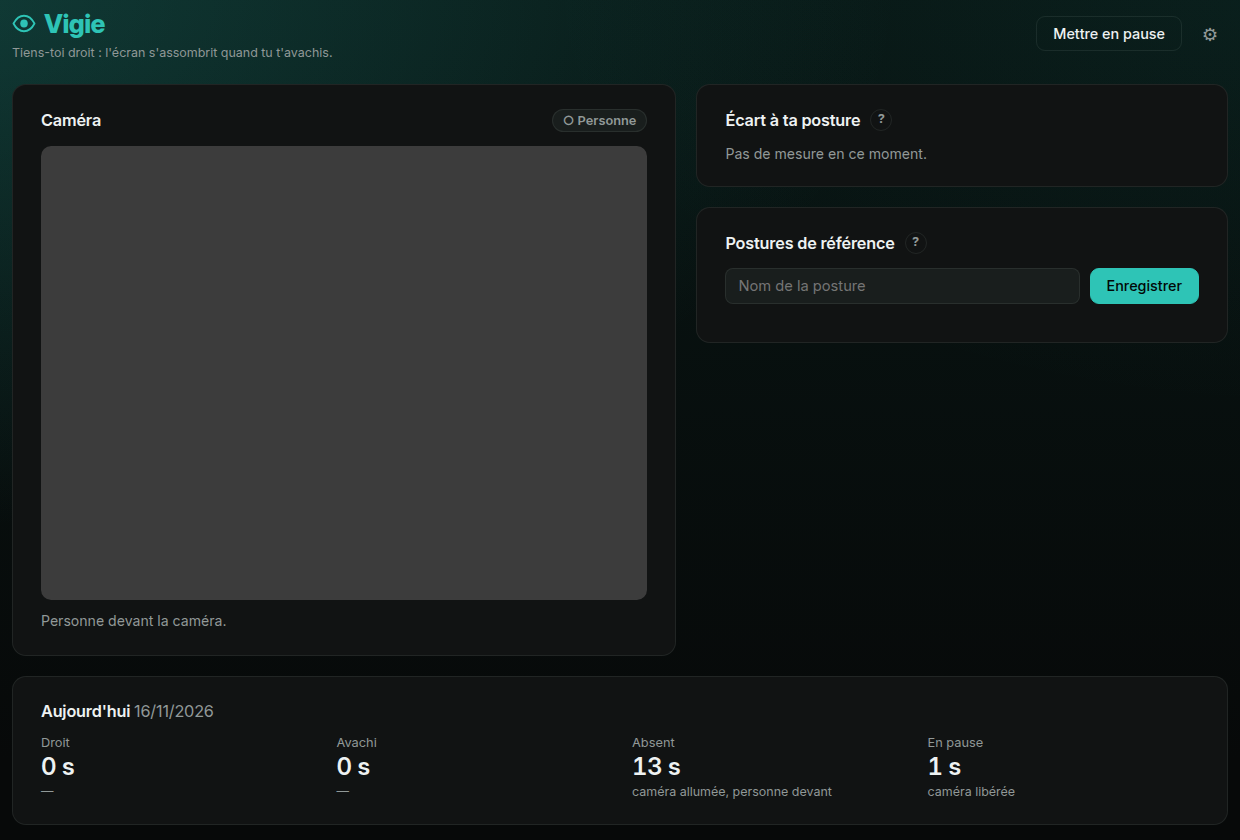 Vigie
Tiens-toi droit : l'écran s'assombrit quand tu t'avachis.
Mettre en pause
Caméra
Personne
Personne devant la caméra.
Écart à ta posture ?
Pas de mesure en ce moment.
Postures de référence ?
Nom de la posture
Enregistrer
Aujourd'hui 16/11/2026
Droit
0 s
—
Avachi
0 s
—
Absent
13 s
caméra allumée, personne devant
En pause
1 s
caméra libérée